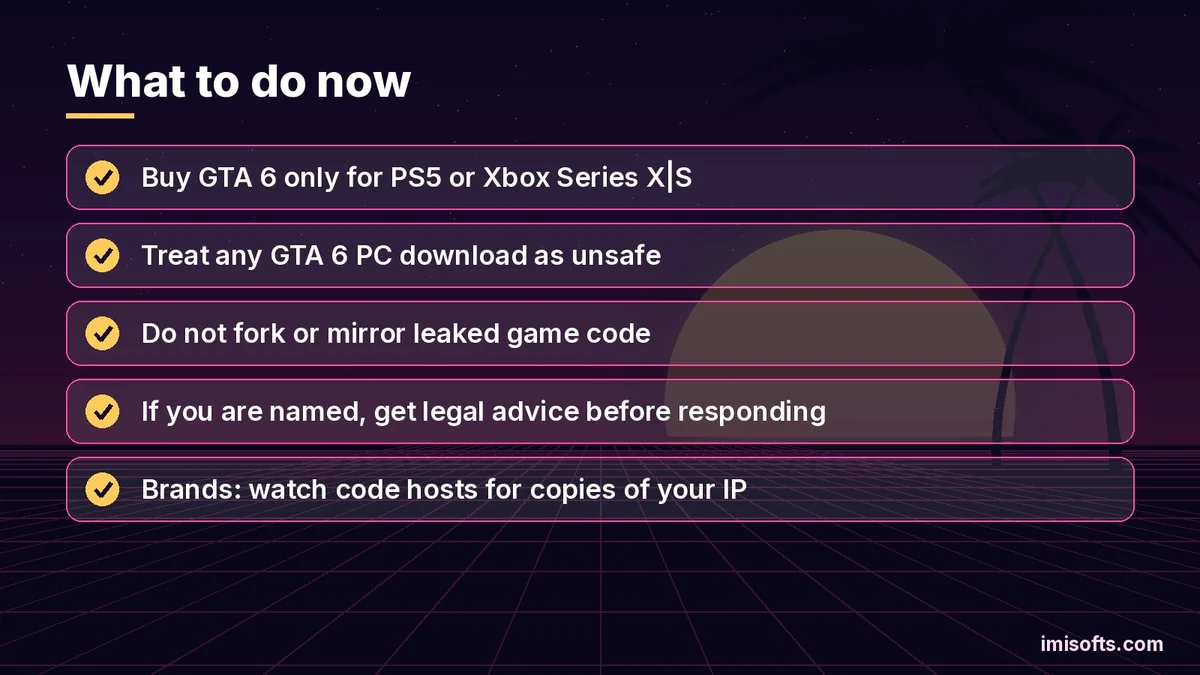 What to do now
Buy GTA 6 only for PS5 or Xbox Series X|S
Treat any GTA 6 PC download as unsafe
Do not fork or mirror leaked game code
If you are named, get legal advice before responding
Brands: watch code hosts for copies of your IP
imisofts.com